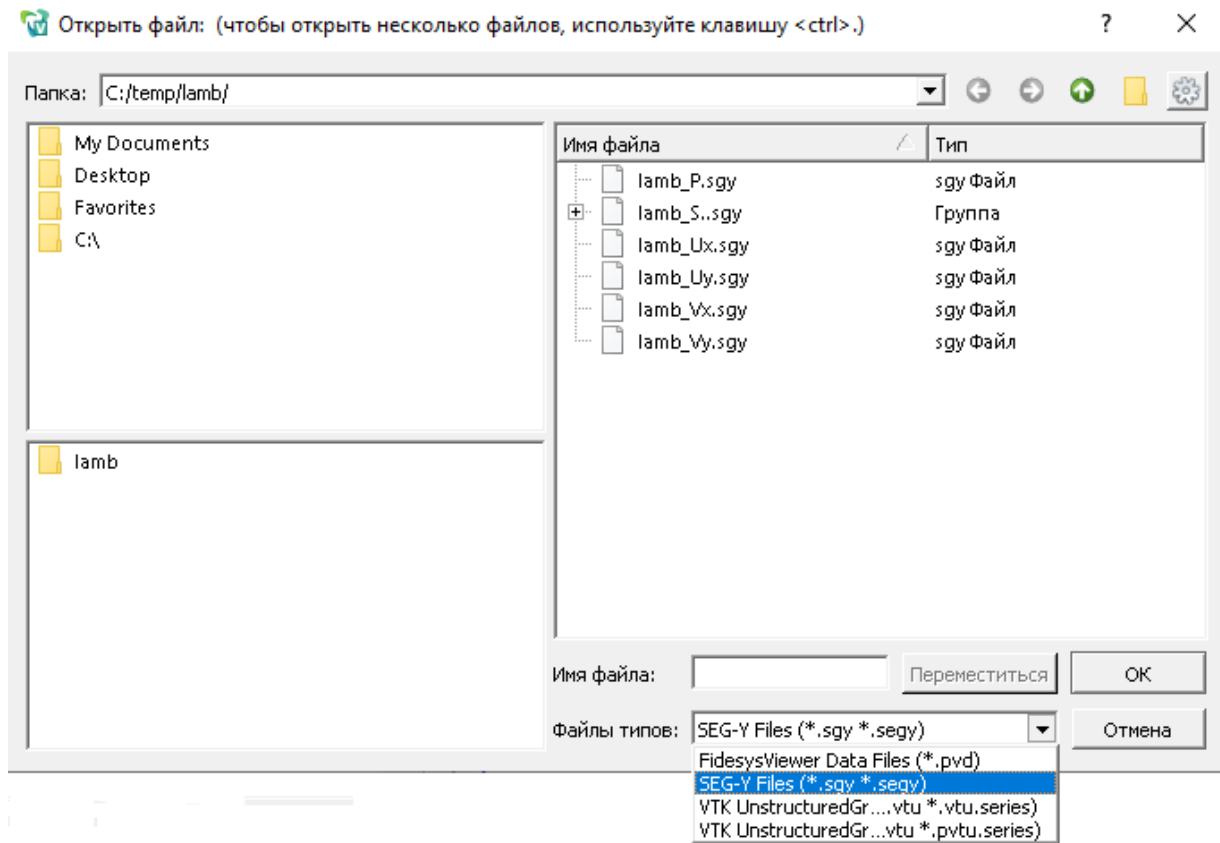 Открыть файл: (чтобы открыть несколько файлов, используйте клавишу <ctrl>.)
Папка: C:/temp/lamb/
My Documents
Desktop
Favorites
C:\
lamb
Имя файла Тип
lamb_P.sgy sgy Файл
lamb_S..sgy Группа
lamb_Ux.sgy sgy Файл
lamb_Uy.sgy sgy Файл
lamb_Vx.sgy sgy Файл
lamb_Vy.sgy sgy Файл
Имя файла: Переместиться OK
Файлы типов: SEG-Y Files (*.sgy *.segy) Отмена
FidesysViewer Data Files (*.pvd)
SEG-Y Files (*.sgy *.segy)
VTK UnstructuredGr....vtu *.vtu.series)
VTK UnstructuredGr...vtu *.pvtu.series)